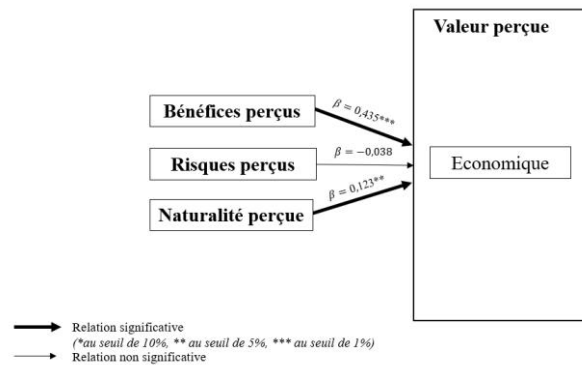 Valeur perçue
Bénéfices perçus
β = 0,435***
Risques perçus
β = −0,038
Economique
Naturalité perçue
β = 0,123**
Relation significative
(*au seuil de 10%, ** au seuil de 5%, *** au seuil de 1%)
Relation non significative